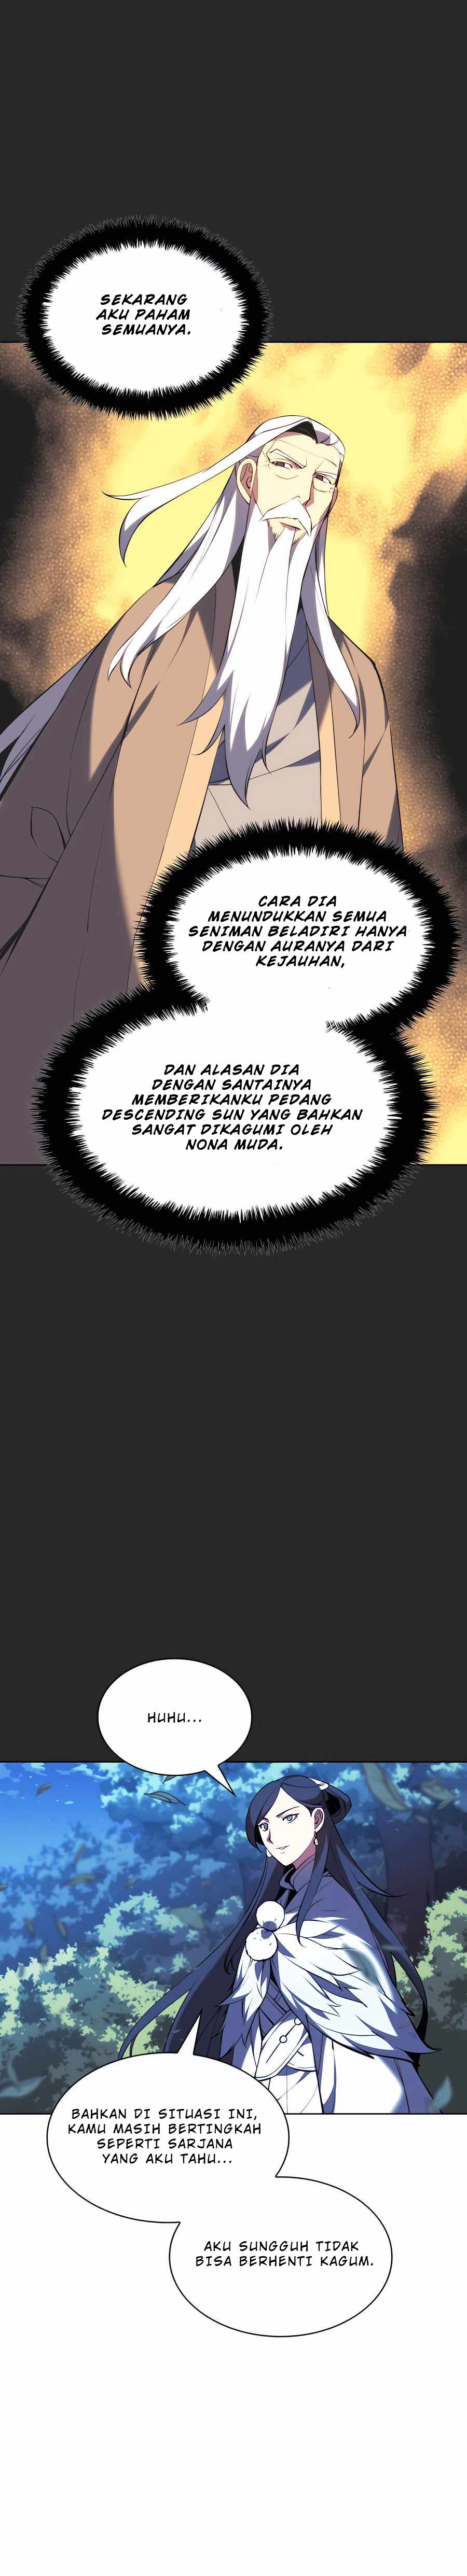 SEKARANG
AKU PAHAM
SEMUANYA.
CARA DIA
MENUNDUKKAN SEMUA
SENIMAN BELADIRI HANYA
DENGAN AURANYA DARI
KEJAUHAN,
DAN ALASAN DIA
DENGAN SANTAINYA
MEMBERIKANKU PEDANG
DESCENDING SUN YANG BAHKAN
SANGAT DIKAGUMI OLEH
NONA MUDA.
HUHU...
BAHKAN DI SITUASI INI,
KAMU MASIH BERTINGKAH
SEPERTI SARJANA
YANG AKU TAHU...
AKU SUNGGUH TIDAK
BISA BERHENTI KAGUM.